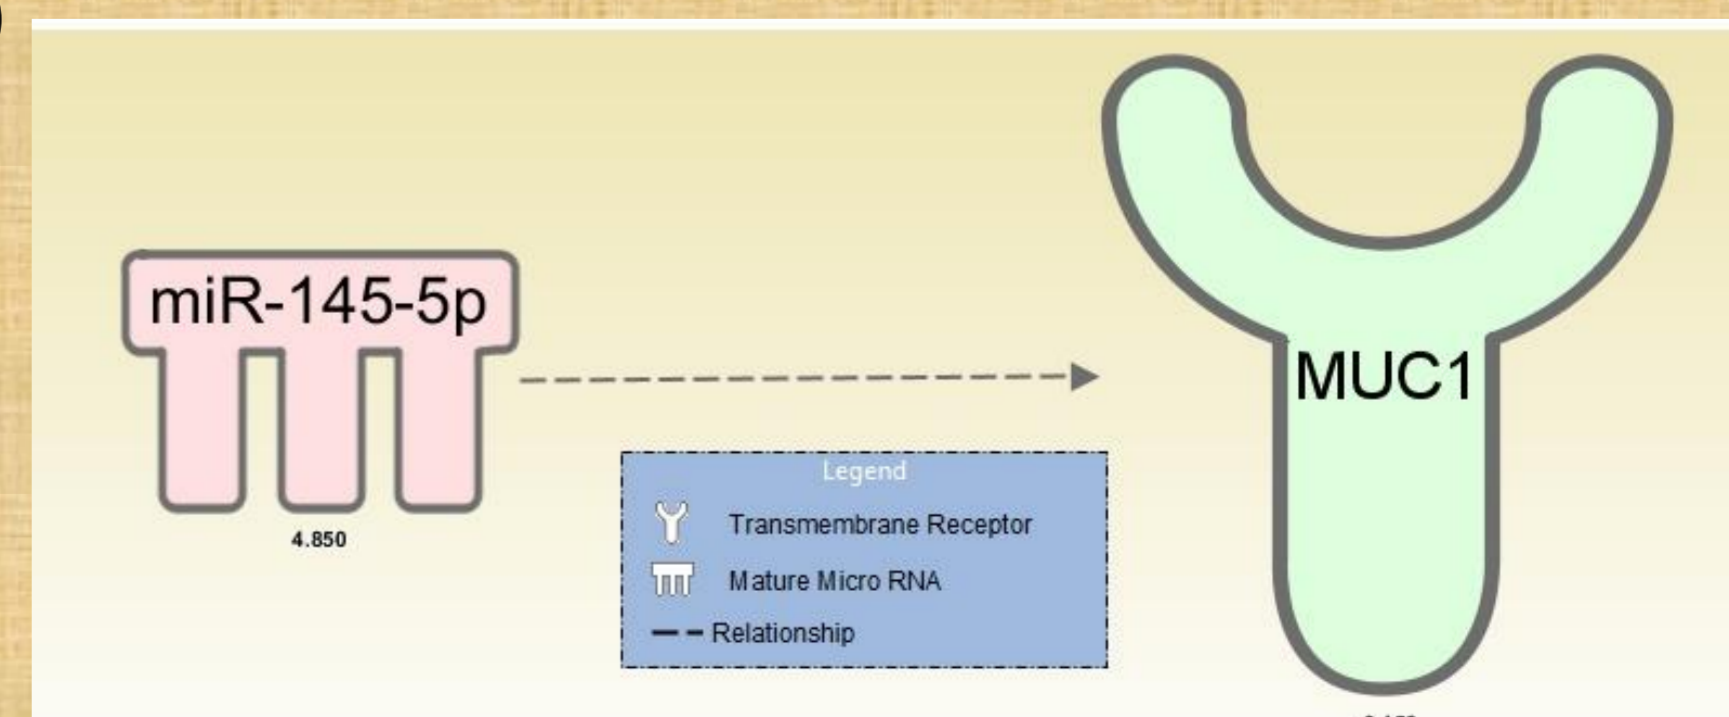 miR-145-5p
4.850
MUC1
Legend
Transmembrane Receptor
Mature Micro RNA
Relationship